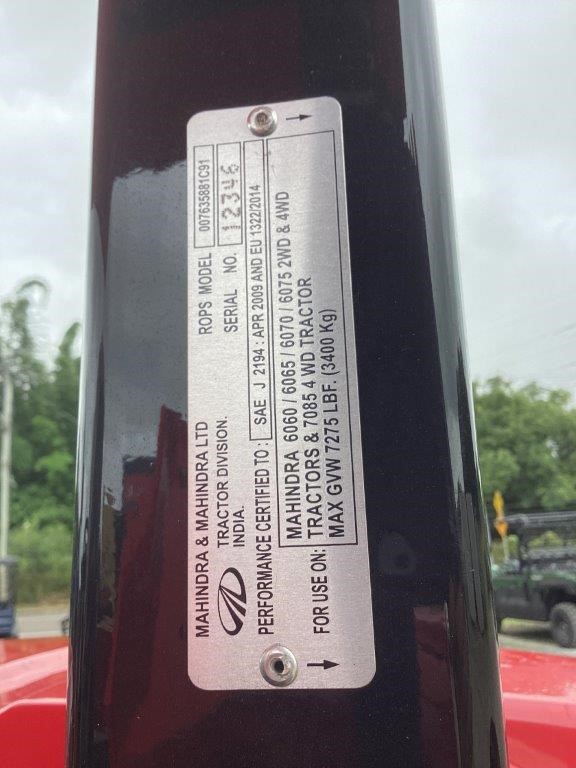 MAHINDRA & MAHINDRA LTD
TRACTOR DIVISION.
INDIA.
ROPS MODEL 007635881C91
SERIAL NO. 12346
PERFORMANCE CERTIFIED TO : SAE J 2194 : APR 2009 AND EU 1322/2014
FOR USE ON: MAHINDRA 6060 / 6065 / 6070 / 6075 2WD & 4WD
TRACTORS & 7085 4 WD TRACTOR
MAX GVW 7275 LBF. (3400 Kg)